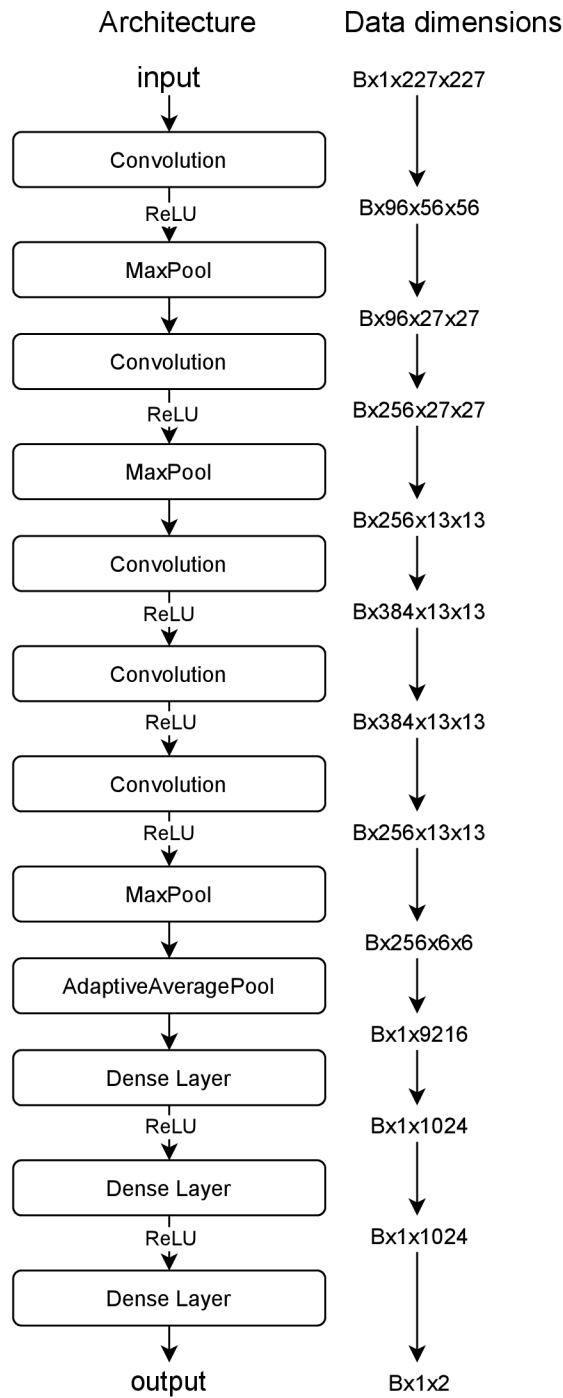 Architecture
Data dimensions
input
Bx1x227x227
Convolution
ReLU
Bx96x56x56
MaxPool
Bx96x27x27
Convolution
ReLU
Bx256x27x27
MaxPool
Bx256x13x13
Convolution
ReLU
Bx384x13x13
Convolution
ReLU
Bx384x13x13
Convolution
ReLU
Bx256x13x13
MaxPool
Bx256x6x6
AdaptiveAveragePool
Bx1x9216
Dense Layer
ReLU
Bx1x1024
Dense Layer
ReLU
Bx1x1024
Dense Layer
output
Bx1x2